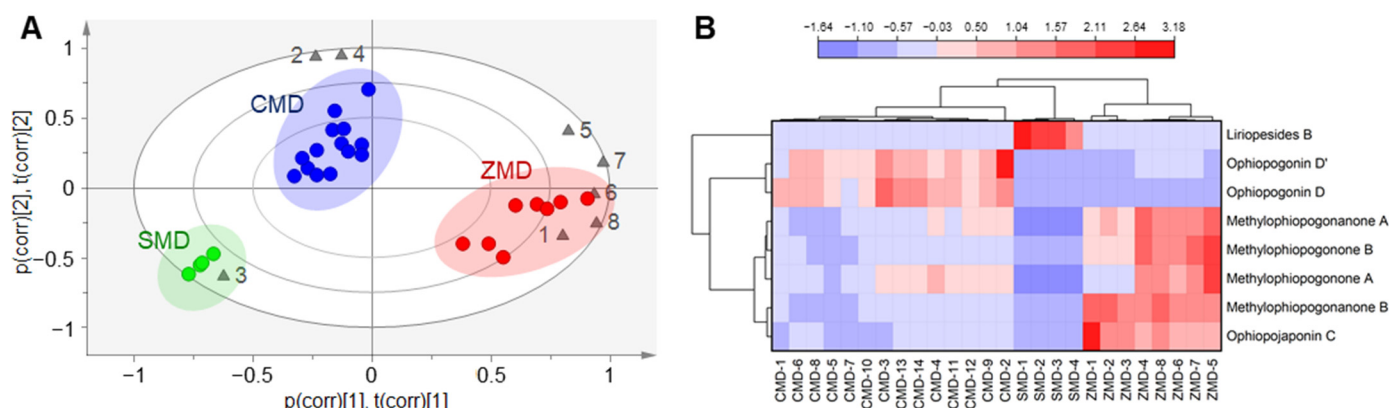 A
1
0.5
0
−0.5
−1
−1
−0.5
0
0.5
1
p(corr)[2], t(corr)[2]
p(corr)[1], t(corr)[1]
2
4
CMD
5
7
ZMD
6
8
1
SMD
3
B
−1.64 −1.10 −0.57 −0.03 0.50 1.04 1.57 2.11 2.64 3.18
Liriopesides B
Ophiopogonin D'
Ophiopogonin D
Methylophiopogonanone A
Methylophiopogonone B
Methylophiopogonone A
Methylophiopogonanone B
Ophiopojaponin C
CMD-1
CMD-6
CMD-8
CMD-5
CMD-7
CMD-10
CMD-3
CMD-13
CMD-14
CMD-4
CMD-11
CMD-12
CMD-9
CMD-2
SMD-1
SMD-2
SMD-3
SMD-4
ZMD-1
ZMD-2
ZMD-3
ZMD-4
ZMD-8
ZMD-6
ZMD-7
ZMD-5